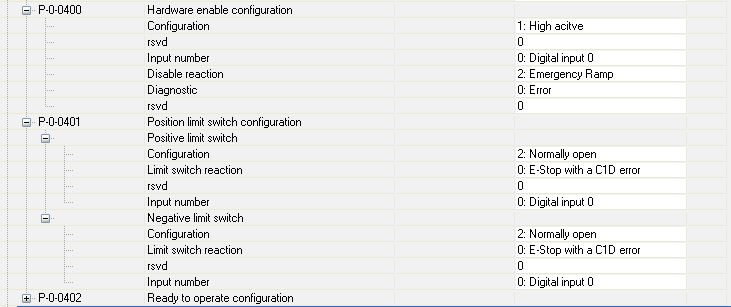 P-0-0400 Hardware enable configuration
Configuration 1: High acitve
rsvd 0
Input number 0: Digital input 0
Disable reaction 2: Emergency Ramp
Diagnostic 0: Error
rsvd 0
P-0-0401 Position limit switch configuration
Positive limit switch
Configuration 2: Normally open
Limit switch reaction 0: E-Stop with a C1D error
rsvd 0
Input number 0: Digital input 0
Negative limit switch
Configuration 2: Normally open
Limit switch reaction 0: E-Stop with a C1D error
rsvd 0
Input number 0: Digital input 0
P-0-0402 Ready to operate configuration